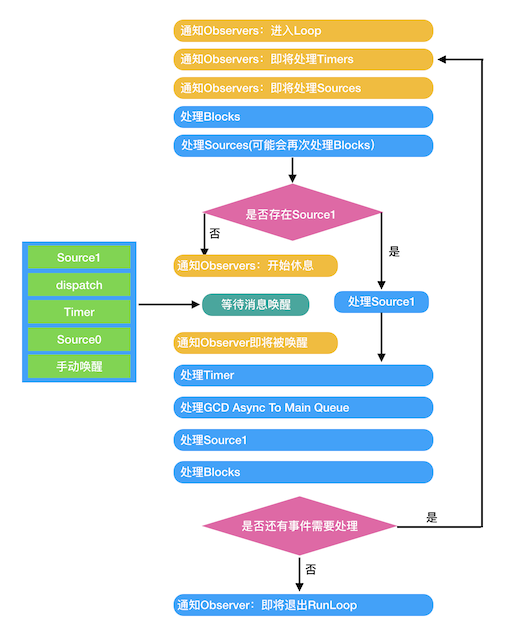 通知Observers：进入Loop
通知Observers：即将处理Timers
通知Observers：即将处理Sources
处理Blocks
处理Sources(可能会再次处理Blocks）
是否存在Source1
否
是
通知Observers：开始休息
等待消息唤醒
处理Source1
Source1
dispatch
Timer
Source0
手动唤醒
通知Observer即将被唤醒
处理Timer
处理GCD Async To Main Queue
处理Source1
处理Blocks
是否还有事件需要处理
是
否
通知Observer：即将退出RunLoop